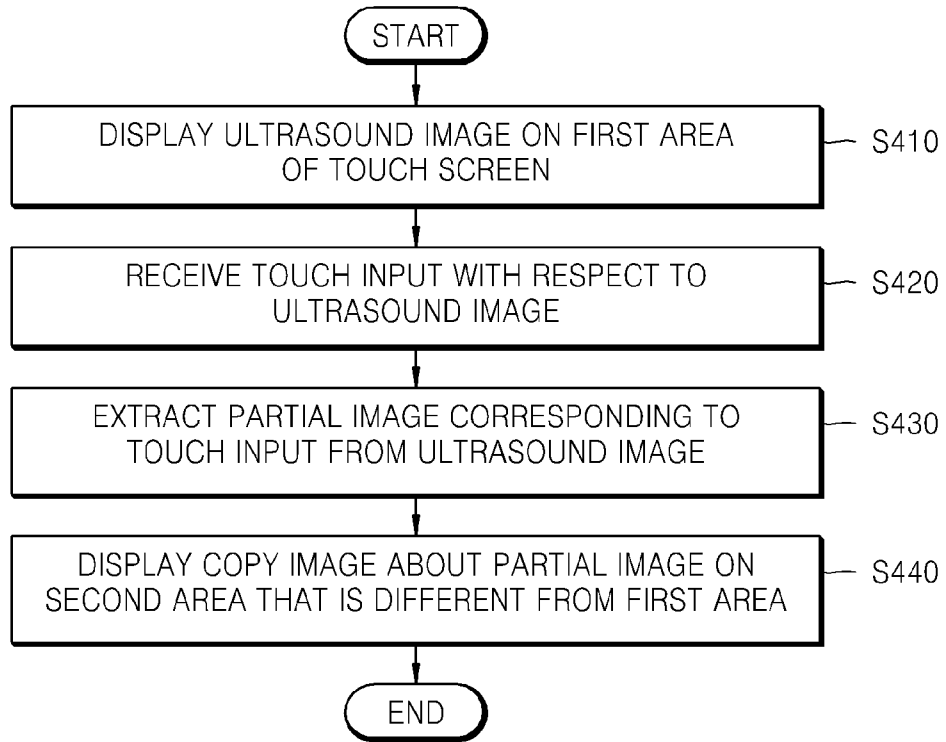 START
DISPLAY ULTRASOUND IMAGE ON FIRST AREA
OF TOUCH SCREEN
S410
RECEIVE TOUCH INPUT WITH RESPECT TO
ULTRASOUND IMAGE
S420
EXTRACT PARTIAL IMAGE CORRESPONDING TO
TOUCH INPUT FROM ULTRASOUND IMAGE
S430
DISPLAY COPY IMAGE ABOUT PARTIAL IMAGE ON
SECOND AREA THAT IS DIFFERENT FROM FIRST AREA
S440
END